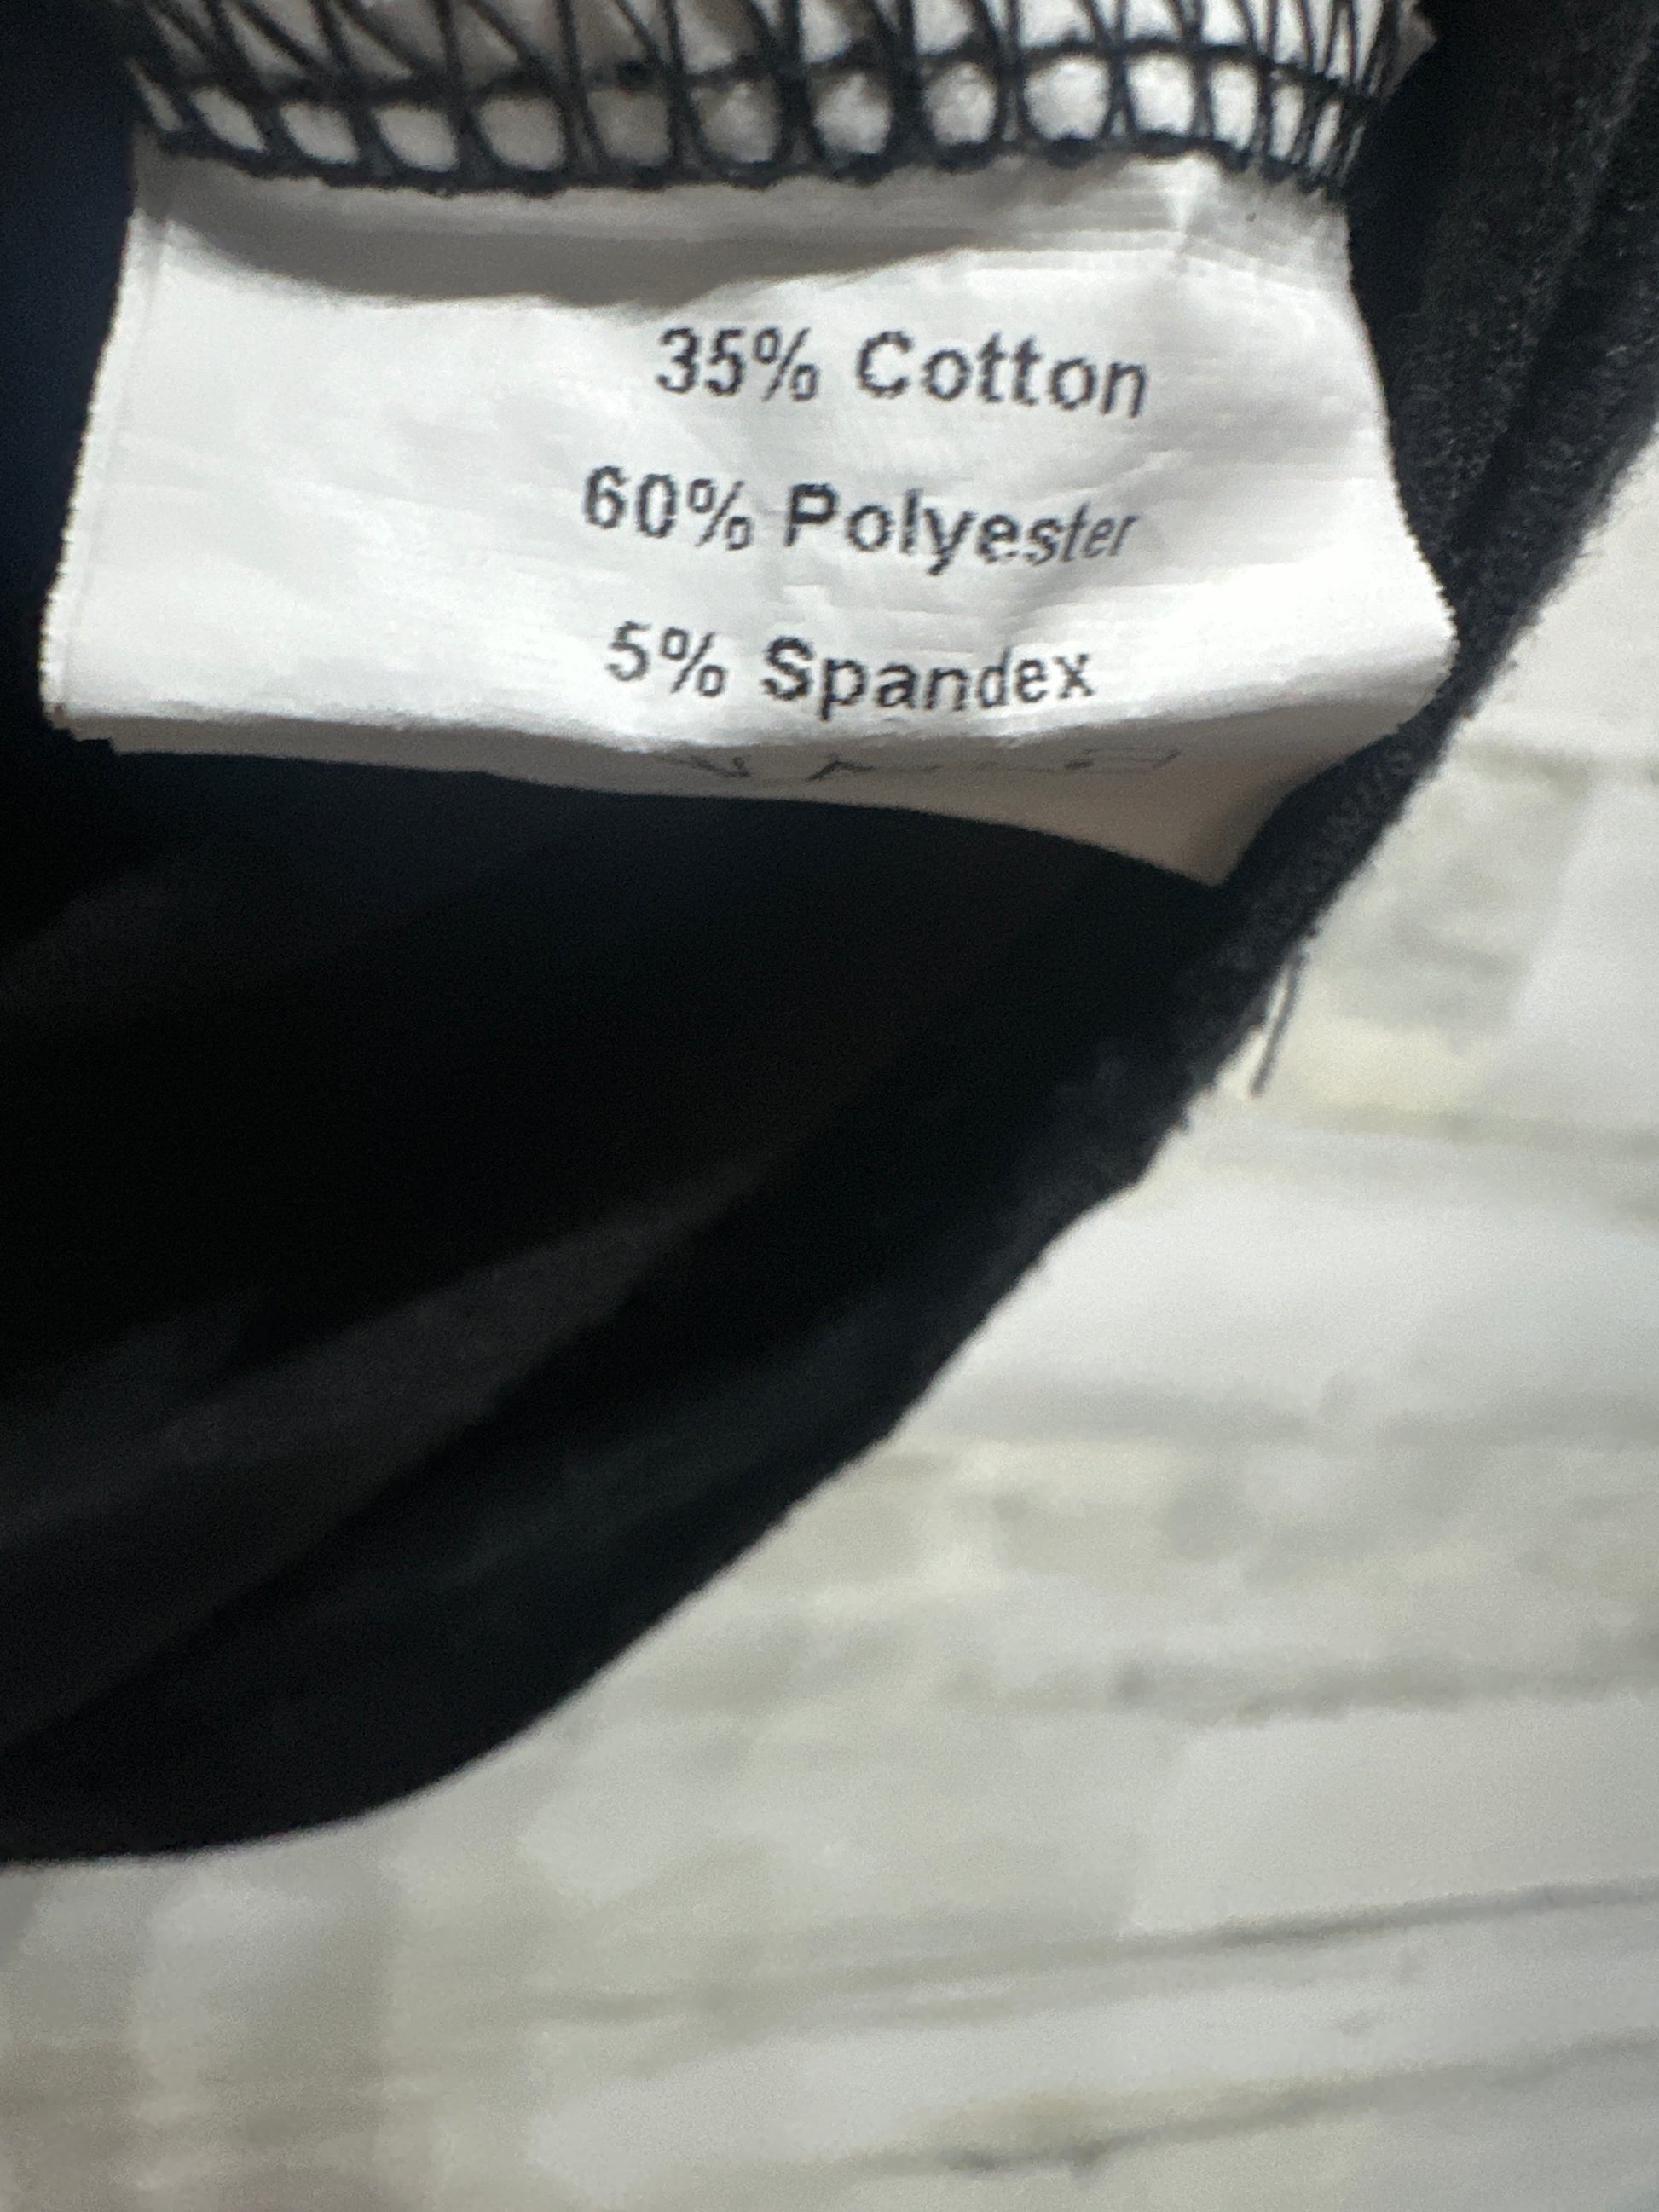 35% Cotton
60% Polyester
5% Spandex